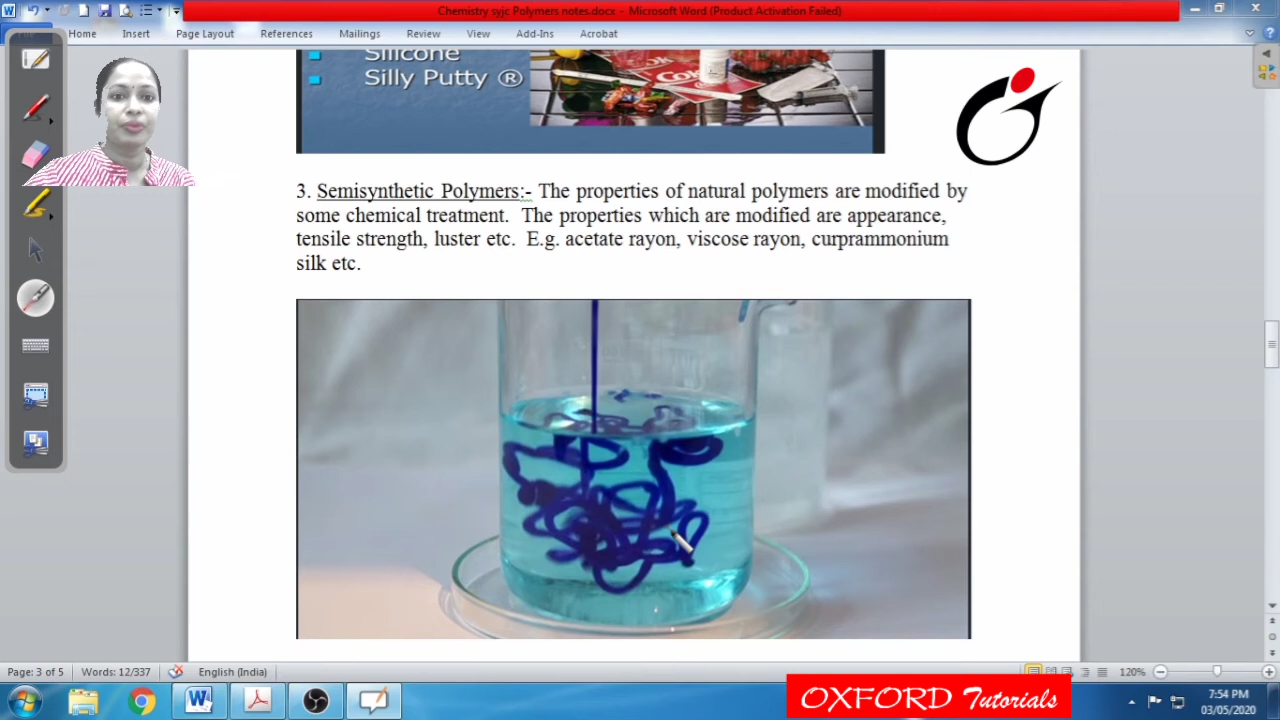 Chemistry syjc Polymers notes.docx - Microsoft Word (Product Activation Failed)
File Home Insert Page Layout References Mailings Review View Add-Ins Acrobat
Silicone
Silly Putty ®
Coke
3. Semisynthetic Polymers:- The properties of natural polymers are modified by
some chemical treatment. The properties which are modified are appearance,
tensile strength, luster etc. E.g. acetate rayon, viscose rayon, curprammonium
silk etc.
Page: 3 of 5 Words: 12/337 English (India) 120%
OXFORD Tutorials
7:54 PM
03/05/2020